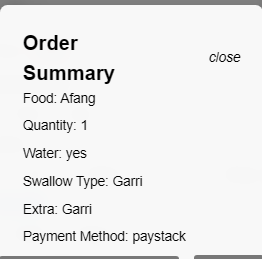 Order
Summary
close
Food: Afang
Quantity: 1
Water: yes
Swallow Type: Garri
Extra: Garri
Payment Method: paystack